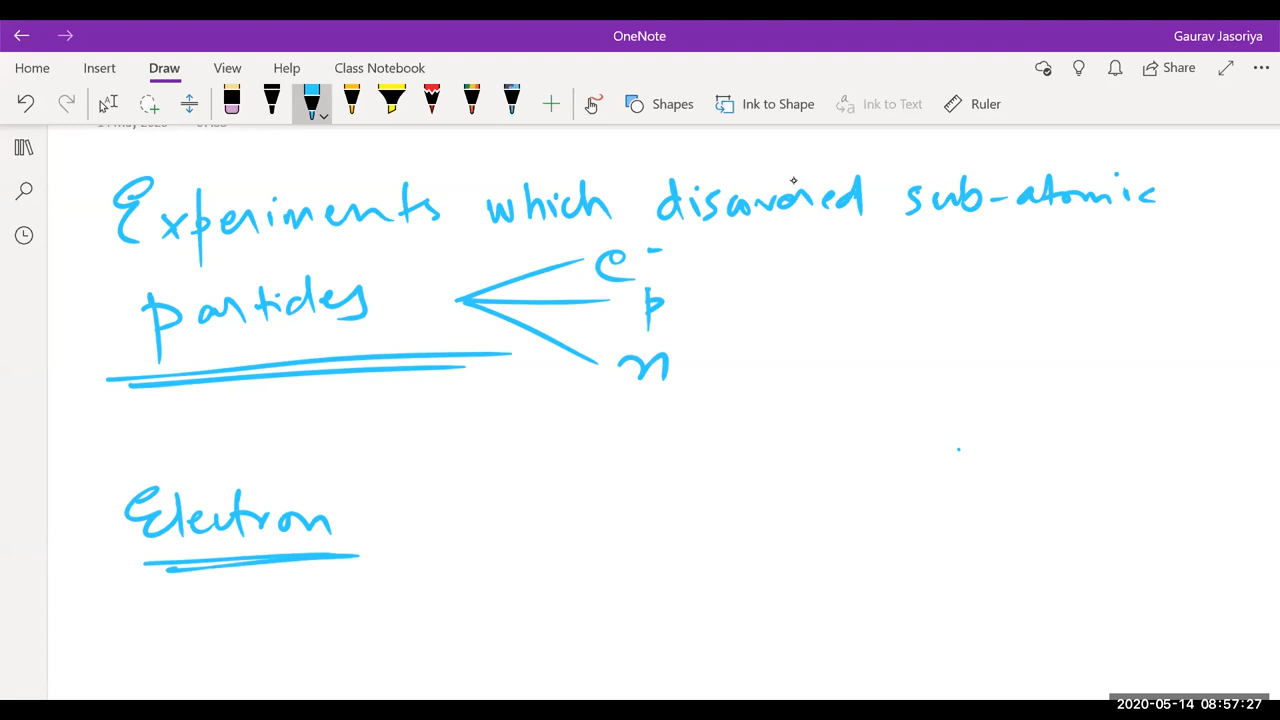 OneNote
Gaurav Jasoriya
Home Insert Draw View Help Class Notebook Share
Shapes Ink to Shape Ink to Text Ruler
Experiments which discovered sub-atomic
particles e⁻
p
n
Electron
2020-05-14 08:57:27